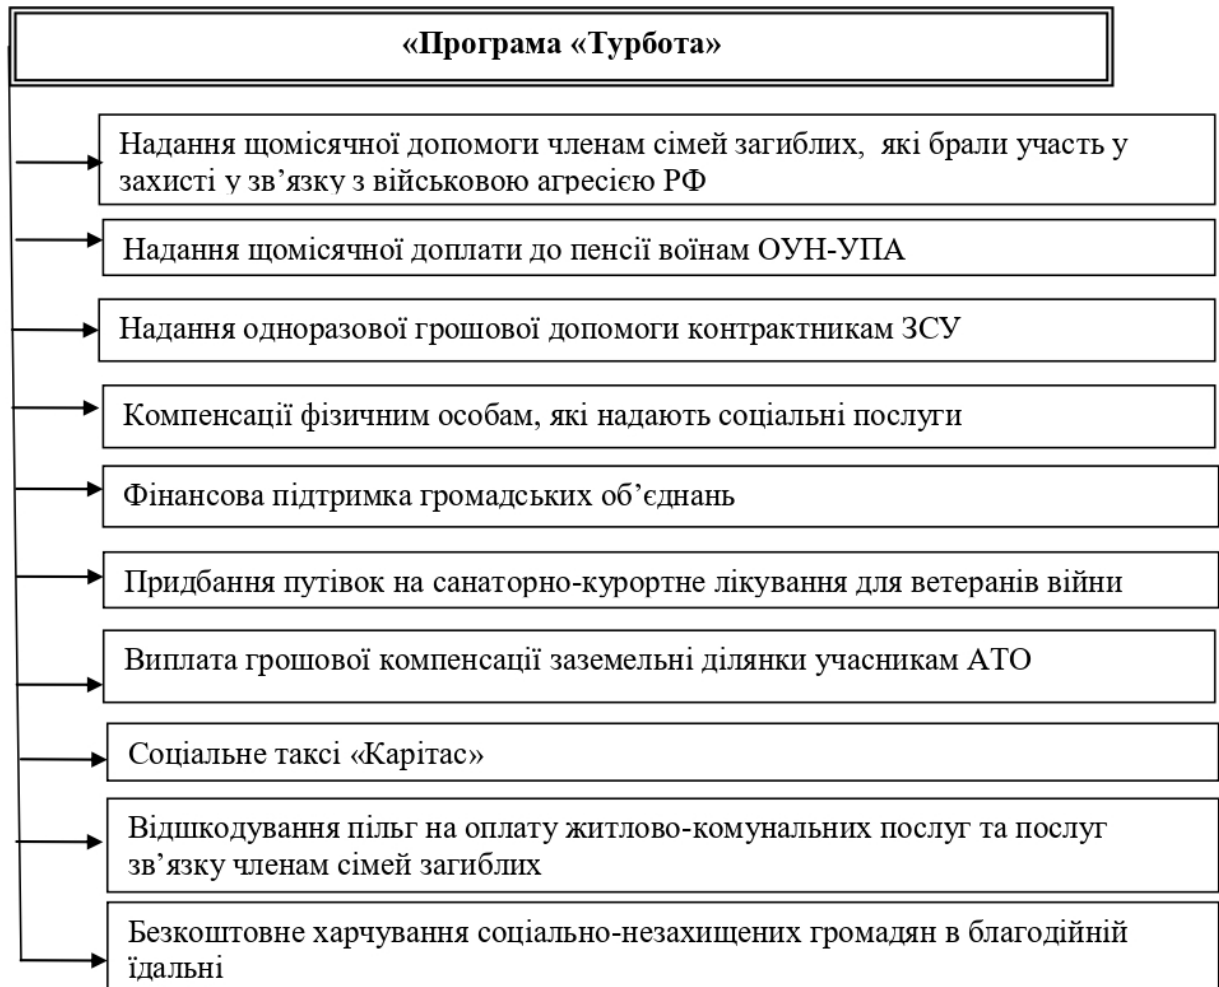 «Програма «Турбота»
Надання щомісячної допомоги членам сімей загиблих, які брали участь у
захисті у зв’язку з військовою агресією РФ
Надання щомісячної доплати до пенсії воїнам ОУН-УПА
Надання одноразової грошової допомоги контрактникам ЗСУ
Компенсації фізичним особам, які надають соціальні послуги
Фінансова підтримка громадських об’єднань
Придбання путівок на санаторно-курортне лікування для ветеранів війни
Виплата грошової компенсації заземельні ділянки учасникам АТО
Соціальне таксі «Карітас»
Відшкодування пільг на оплату житлово-комунальних послуг та послуг
зв’язку членам сімей загиблих
Безкоштовне харчування соціально-незахищених громадян в благодійній
їдальні